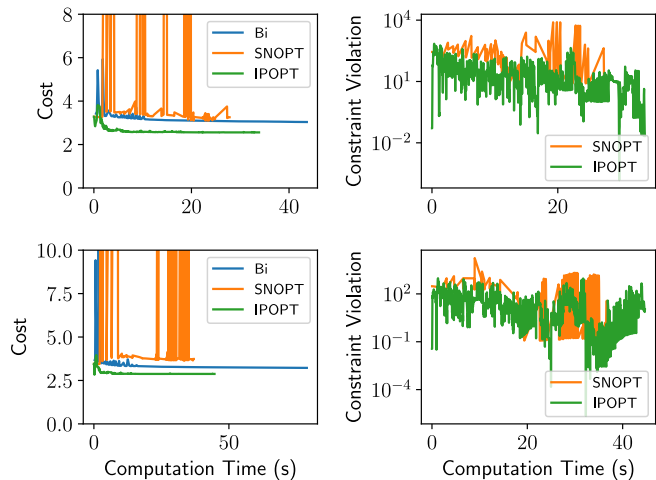 8
6
4
2
0
Cost
0
20
40
Bi
SNOPT
IPOPT
10^4
10^1
10^-2
Constraint Violation
0
20
SNOPT
IPOPT
10.0
7.5
5.0
2.5
0.0
Cost
0
50
Computation Time (s)
Bi
SNOPT
IPOPT
10^2
10^-1
10^-4
Constraint Violation
0
20
40
Computation Time (s)
SNOPT
IPOPT